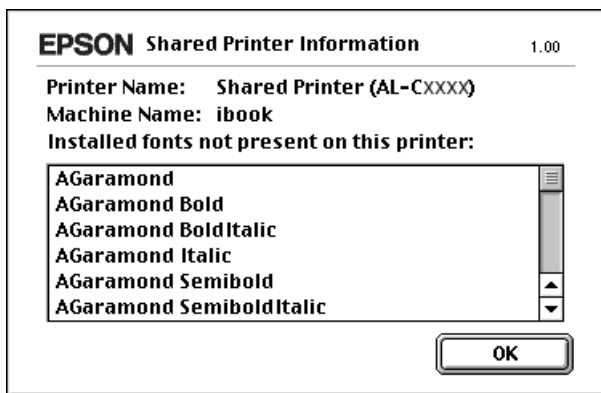 EPSON Shared Printer Information 1.00
Printer Name: Shared Printer (AL-CXXXX)
Machine Name: ibook
Installed fonts not present on this printer:
AGaramond
AGaramond Bold
AGaramond BoldItalic
AGaramond Italic
AGaramond Semibold
AGaramond SemiboldItalic
OK